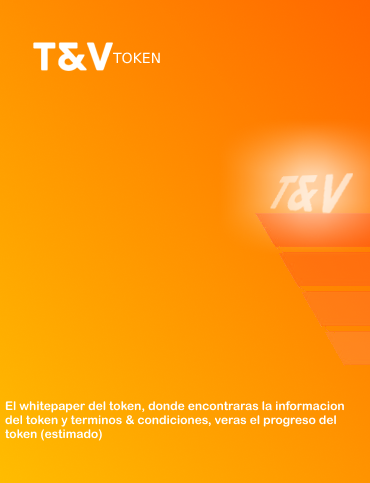 T&V TOKEN
T&V
El whitepaper del token, donde encontraras la informacion
del token y terminos & condiciones, veras el progreso del
token (estimado)